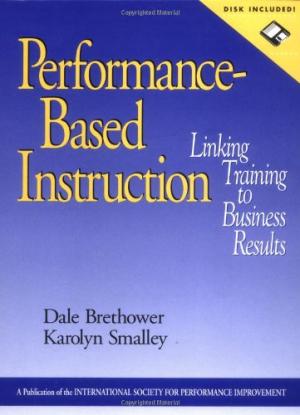 DISK INCLUDED!
Performance-
Based
Instruction
Linking
Training
to
Business
Results
Dale Brethower
Karolyn Smalley
A Publication of the INTERNATIONAL SOCIETY FOR PERFORMANCE IMPROVEMENT